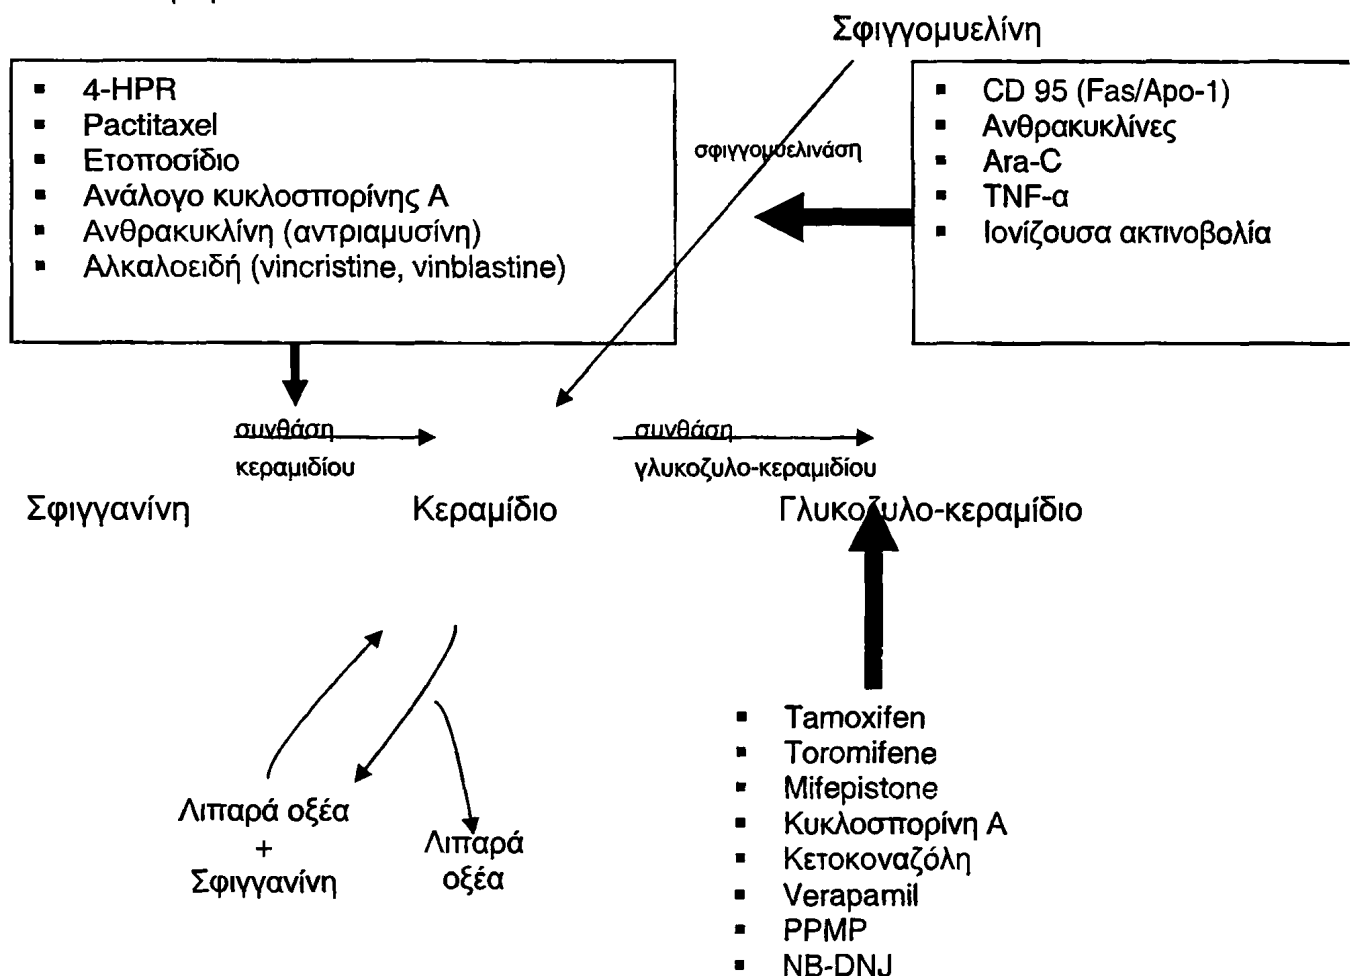 Σφιγγομυελίνη
▪ 4-HPR
▪ Pactitaxel
▪ Ετοποσίδιο
▪ Ανάλογο κυκλοσπορίνης Α
▪ Ανθρακυκλίνη (αντριαμυσίνη)
▪ Αλκαλοειδή (vincristine, vinblastine)
σφιγγομυελινάση
▪ CD 95 (Fas/Apo-1)
▪ Ανθρακυκλίνες
▪ Ara-C
▪ TNF-α
▪ Ιονίζουσα ακτινοβολία
συνθάση
κεραμιδίου
συνθάση
γλυκοζυλο-κεραμιδίου
Σφιγγανίνη
Κεραμίδιο
Γλυκοζυλο-κεραμίδιο
Λιπαρά οξέα
+
Σφιγγανίνη
Λιπαρά
οξέα
▪ Tamoxifen
▪ Toromifene
▪ Mifepistone
▪ Κυκλοσπορίνη Α
▪ Κετοκοναζόλη
▪ Verapamil
▪ PPMP
▪ NB-DNJ